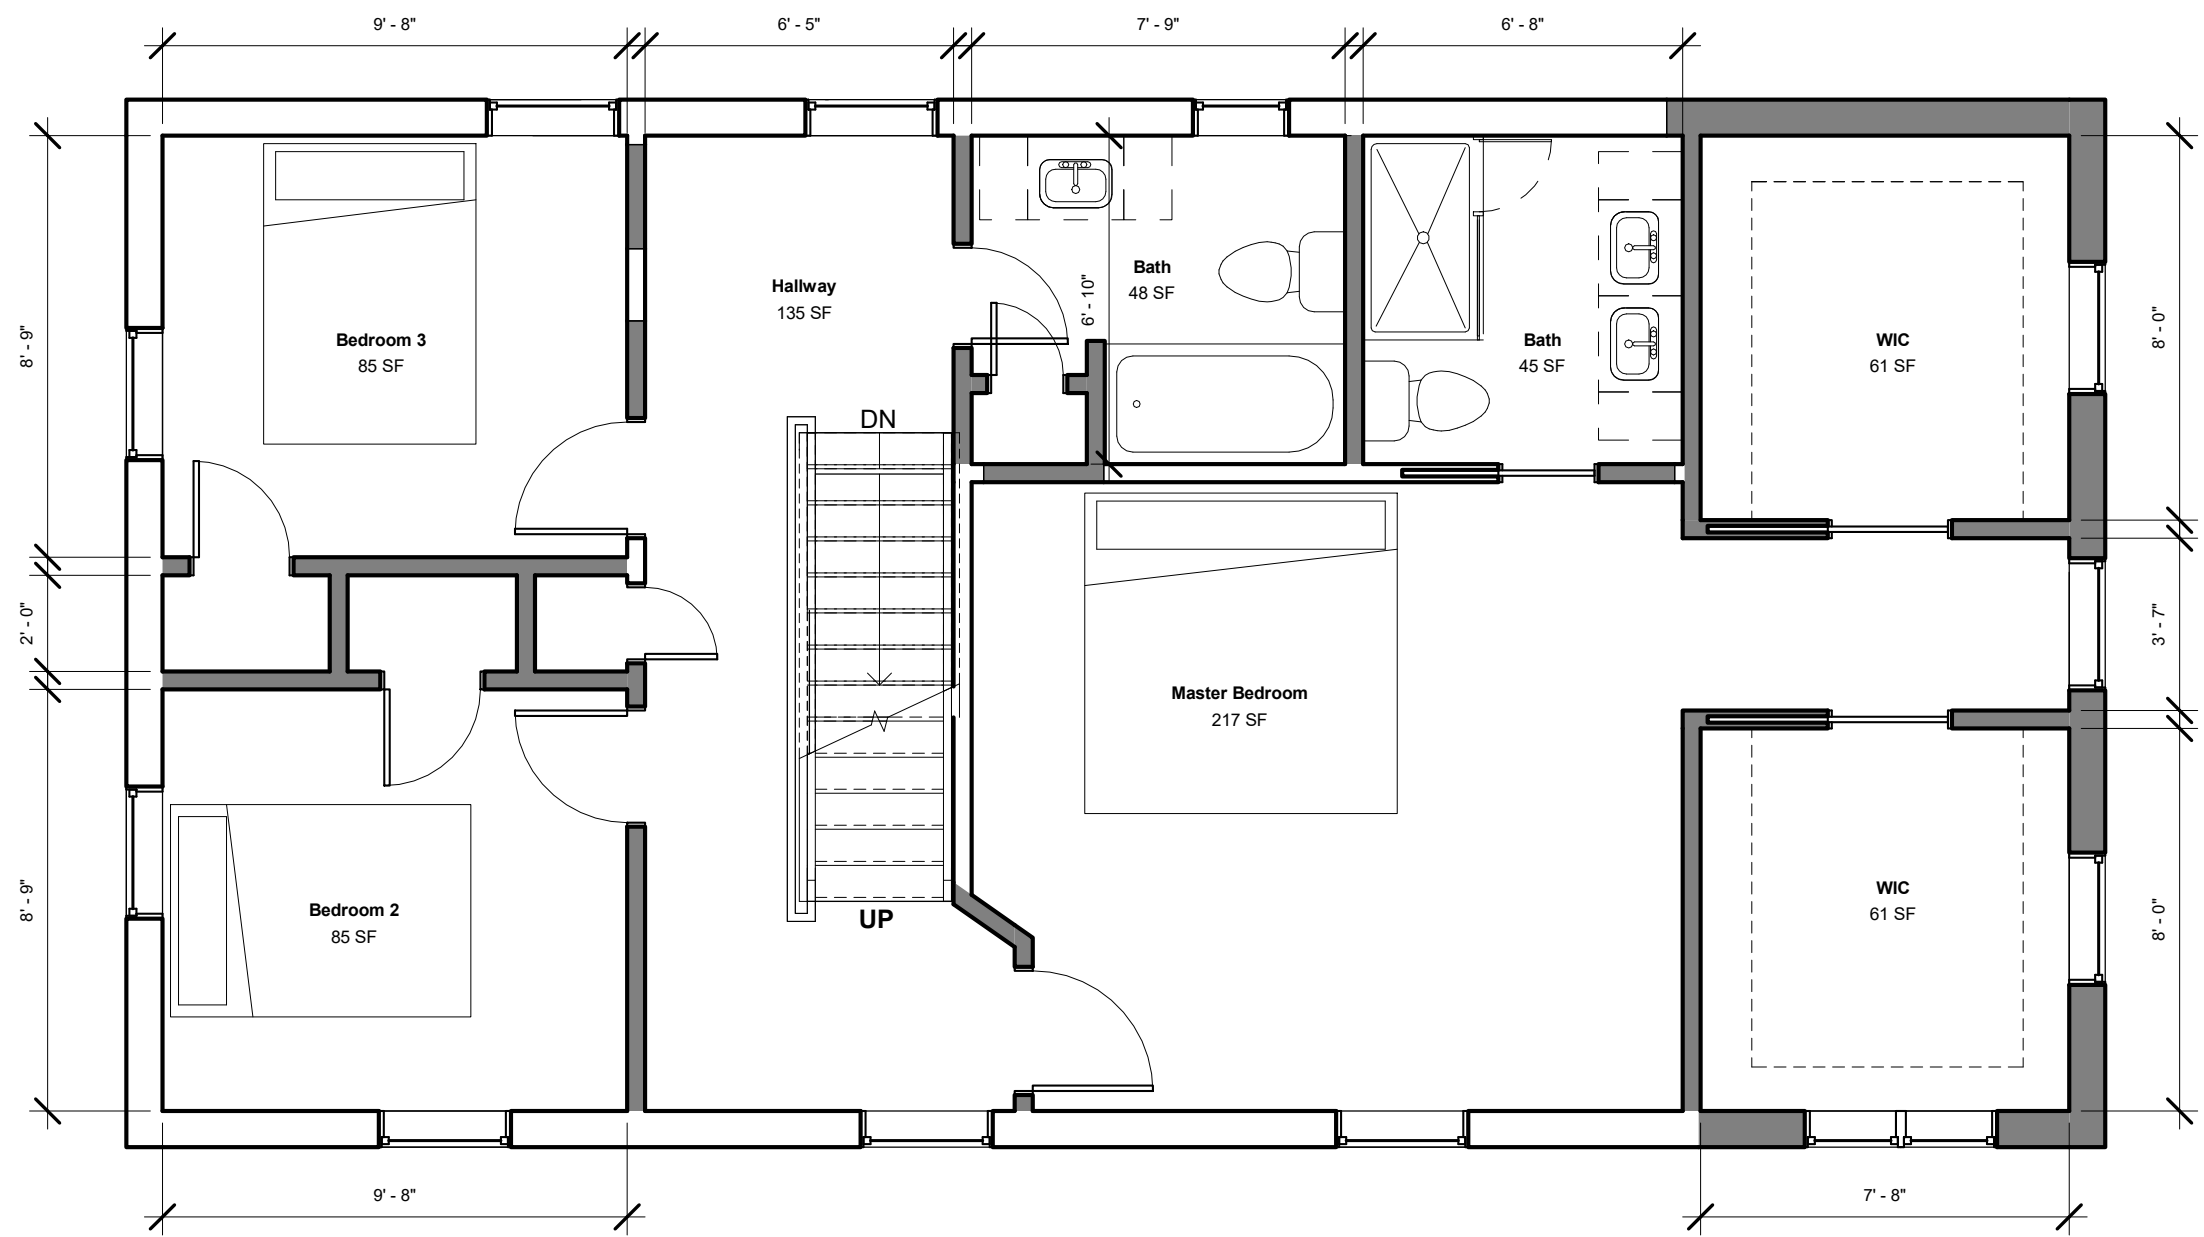 9' - 8"
6' - 5"
7' - 9"
6' - 8"
8' - 9"
Bedroom 3
85 SF
Hallway
135 SF
6' - 10"
Bath
48 SF
Bath
45 SF
WIC
61 SF
8' - 0"
DN
2' - 0"
3' - 7"
Master Bedroom
217 SF
8' - 9"
Bedroom 2
85 SF
UP
WIC
61 SF
8' - 0"
9' - 8"
7' - 8"